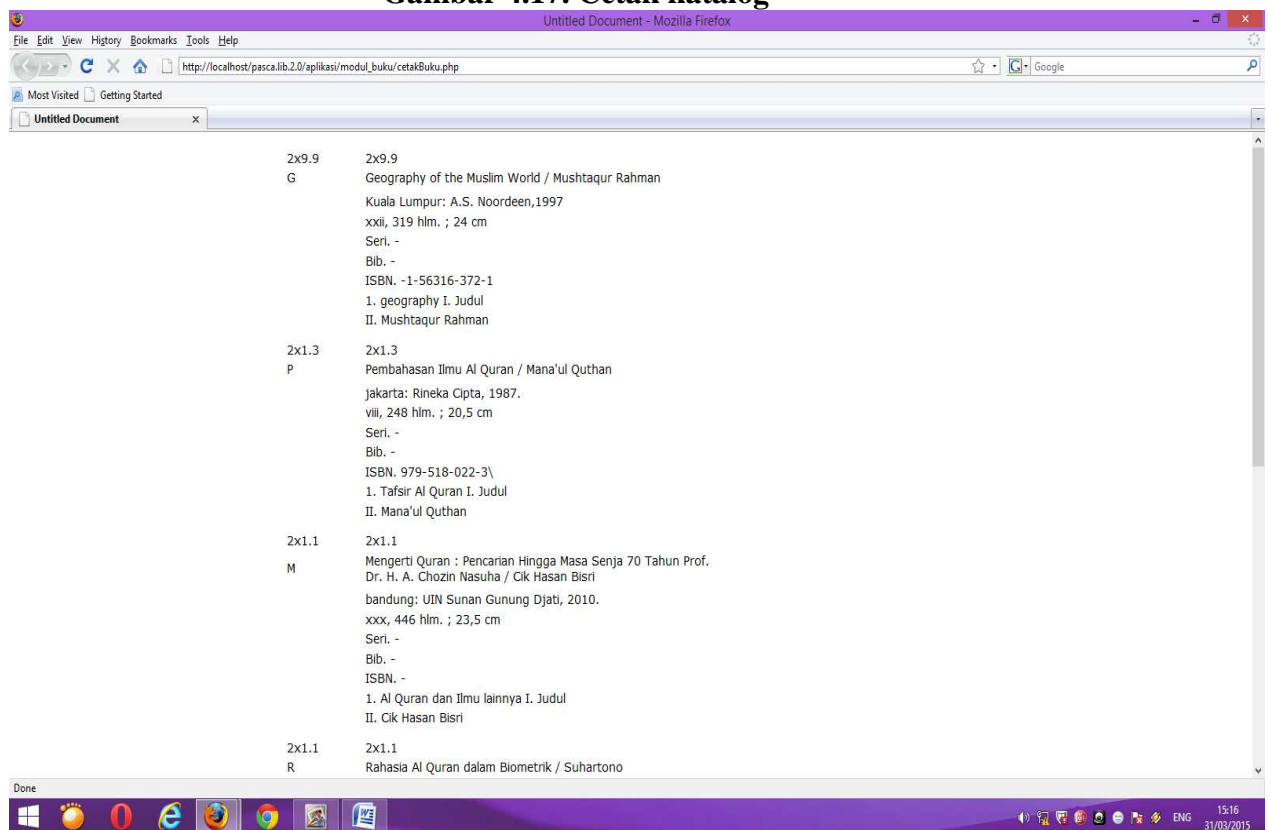 Gambar 4.17. Cetak katalog
Untitled Document - Mozilla Firefox
File Edit View History Bookmarks Tools Help
http://localhost/pasca.lib.2.0/aplikasi/modul_buku/cetakBuku.php
Google
Most Visited Getting Started
Untitled Document x
2x9.9 2x9.9
G Geography of the Muslim World / Mushtaqur Rahman
Kuala Lumpur: A.S. Noordeen,1997
xxii, 319 hlm. ; 24 cm
Seri. -
Bib. -
ISBN. -1-56316-372-1
1. geography I. Judul
II. Mushtaqur Rahman
2x1.3 2x1.3
P Pembahasan Ilmu Al Quran / Mana'ul Quthan
jakarta: Rineka Cipta, 1987.
viii, 248 hlm. ; 20,5 cm
Seri. -
Bib. -
ISBN. 979-518-022-3\
1. Tafsir Al Quran I. Judul
II. Mana'ul Quthan
2x1.1 2x1.1
M Mengerti Quran : Pencarian Hingga Masa Senja 70 Tahun Prof.
Dr. H. A. Chozin Nasuha / Cik Hasan Bisri
bandung: UIN Sunan Gunung Djati, 2010.
xxx, 446 hlm. ; 23,5 cm
Seri. -
Bib. -
ISBN. -
1. Al Quran dan Ilmu lainnya I. Judul
II. Cik Hasan Bisri
2x1.1 2x1.1
R Rahasia Al Quran dalam Biometrik / Suhartono
Done
ENG 15:16
31/03/2015